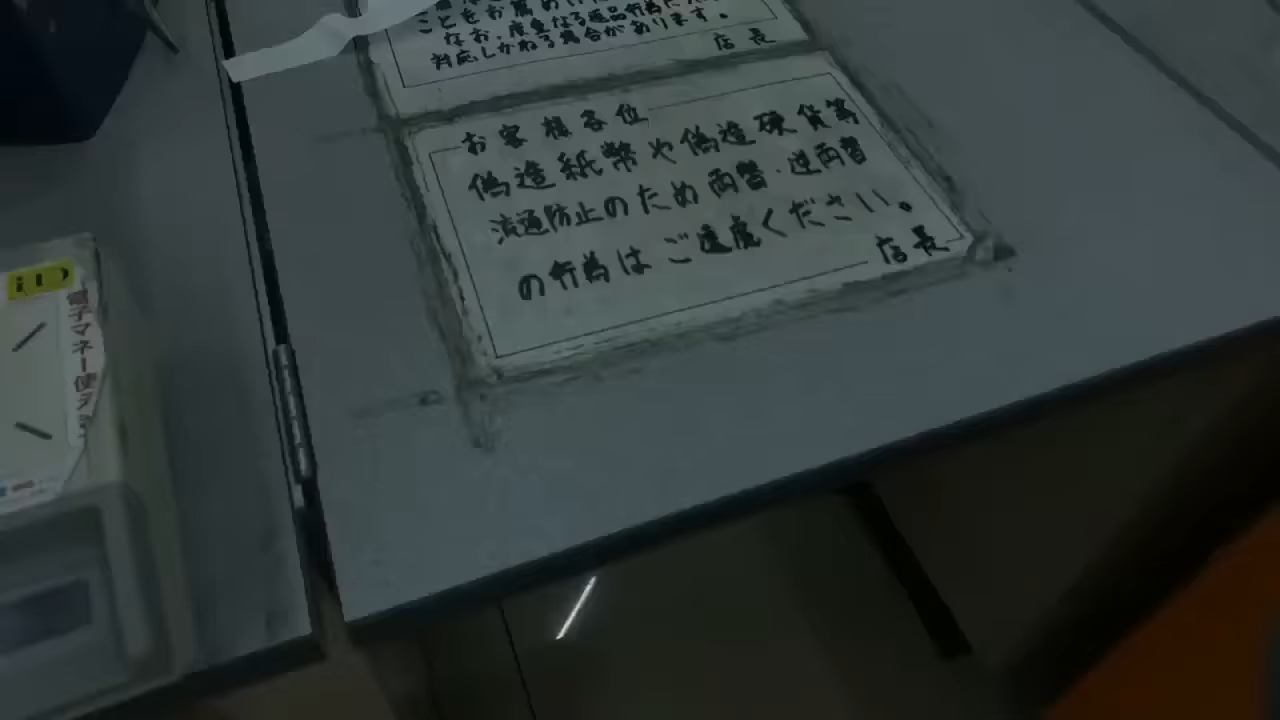 ことをお薦め
なお、度重なる返品行為に
対応しかねる場合があります。
店長
お客様各位
偽造紙幣や偽造硬貨等
流通防止のため両替・逆両替
の行為はご遠慮ください。
店長
電子マネー使